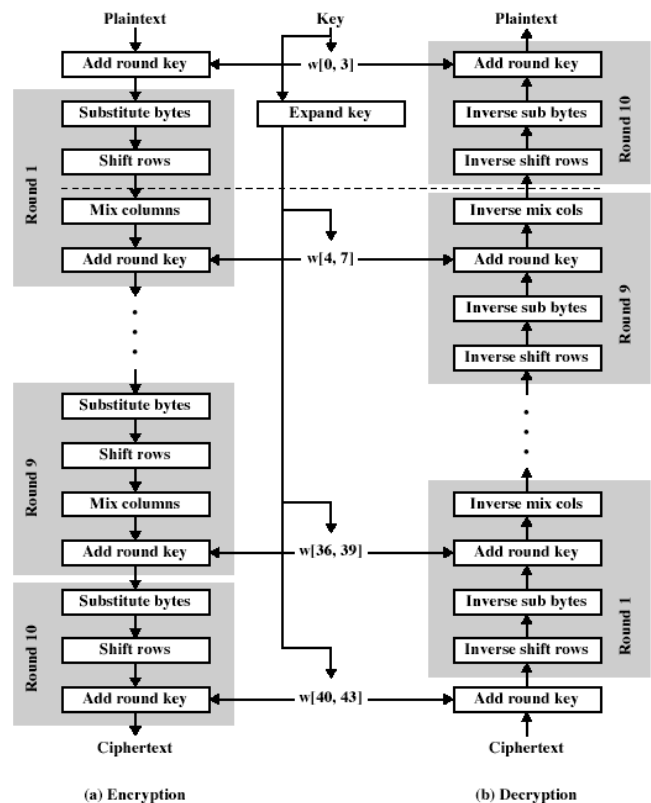 Plaintext
Add round key
Substitute bytes
Shift rows
Mix columns
Add round key
Round 1
Substitute bytes
Shift rows
Mix columns
Add round key
Round 9
Substitute bytes
Shift rows
Add round key
Round 10
Ciphertext
(a) Encryption
Key
w[0, 3]
Expand key
w[4, 7]
w[36, 39]
w[40, 43]
Plaintext
Add round key
Inverse sub bytes
Inverse shift rows
Round 10
Inverse mix cols
Add round key
Inverse sub bytes
Inverse shift rows
Round 9
Inverse mix cols
Add round key
Inverse sub bytes
Inverse shift rows
Round 1
Add round key
Ciphertext
(b) Decryption